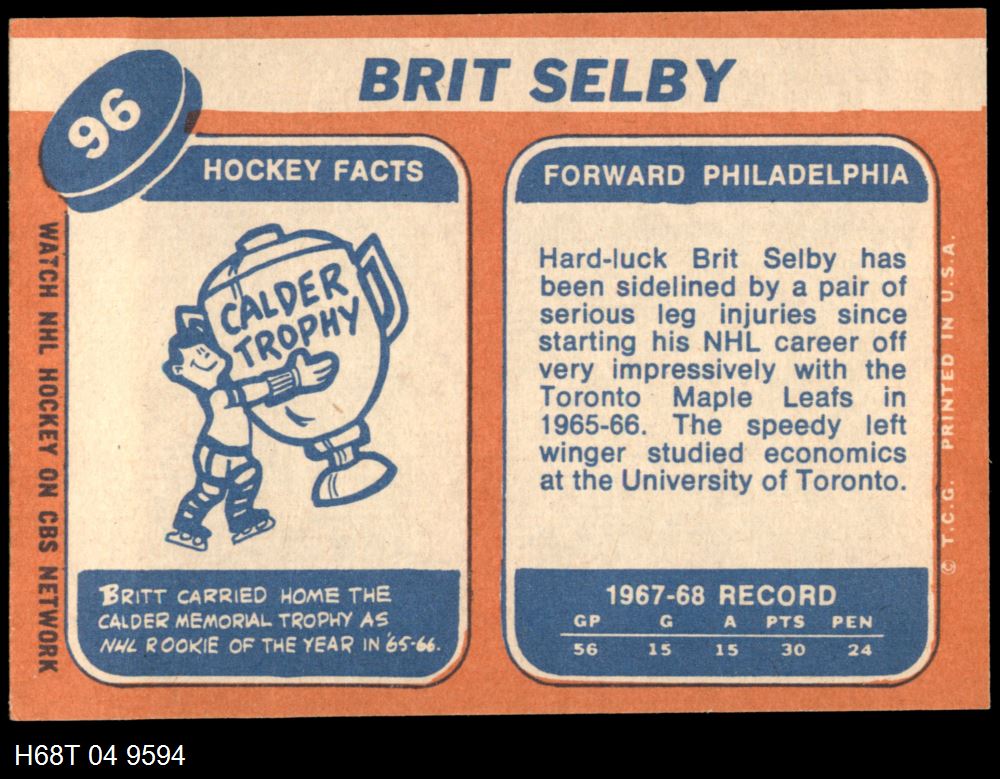 96
BRIT SELBY
HOCKEY FACTS
CALDER
TROPHY
BRITT CARRIED HOME THE
CALDER MEMORIAL TROPHY AS
NHL ROOKIE OF THE YEAR IN '65-66.
WATCH NHL HOCKEY ON CBS NETWORK
FORWARD PHILADELPHIA
Hard-luck Brit Selby has
been sidelined by a pair of
serious leg injuries since
starting his NHL career off
very impressively with the
Toronto Maple Leafs in
1965-66. The speedy left
winger studied economics
at the University of Toronto.
1967-68 RECORD
GP G A PTS PEN
56 15 15 30 24
© T.C.G. PRINTED IN U.S.A.
H68T 04 9594